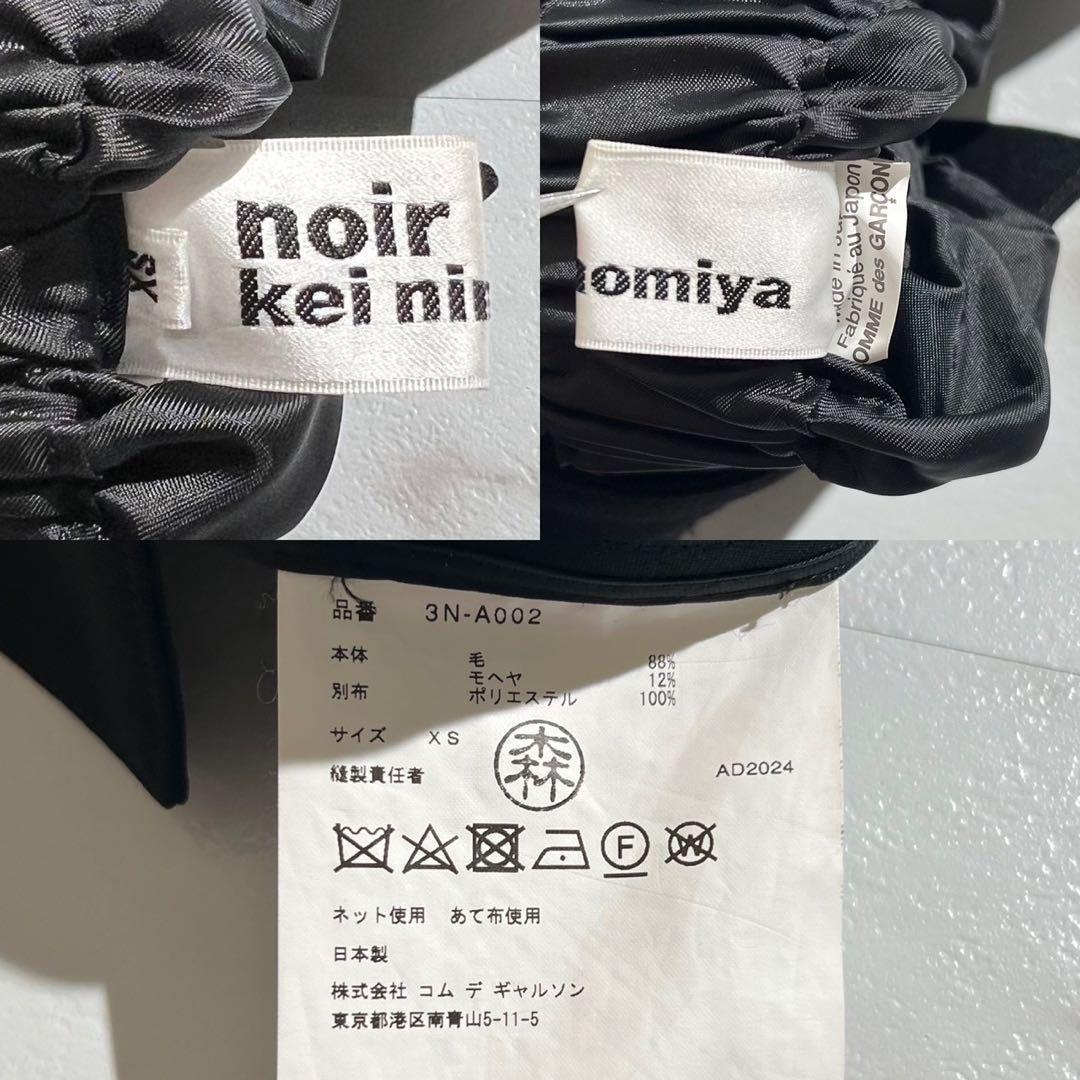 noir
kei nin
XS
nomiya
Made in Japan
Fabriqué au Japon
COMME des GARÇONS
品番 3N-A002
本体 毛 88%
モヘヤ 12%
別布 ポリエステル 100%
サイズ XS
縫製責任者 森 AD2024
F W
ネット使用 あて布使用
日本製
株式会社 コム デ ギャルソン
東京都港区南青山5-11-5